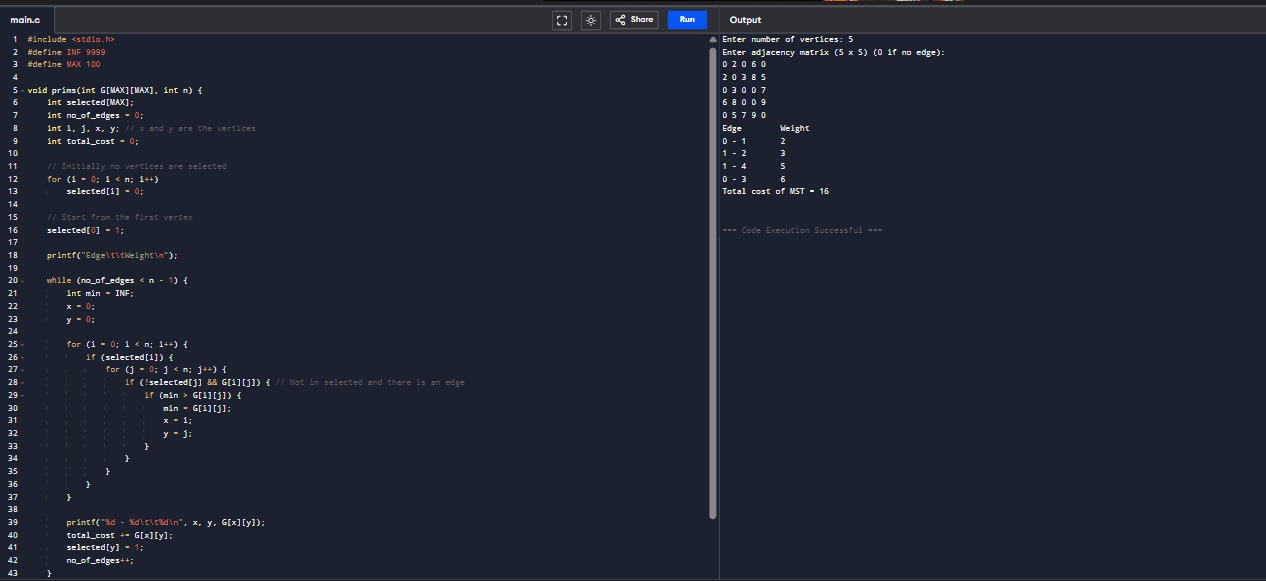 main.c
Share
Run
Output
1 #include <stdio.h>
2 #define INF 9999
3 #define MAX 100
4
5 void prims(int G[MAX][MAX], int n) {
6     int selected[MAX];
7     int no_of_edges = 0;
8     int i, j, x, y; // x and y are the vertices
9     int total_cost = 0;
10
11     // Initially no vertices are selected
12     for (i = 0; i < n; i++)
13         selected[i] = 0;
14
15     // Start from the first vertex
16     selected[0] = 1;
17
18     printf("Edge\t\tWeight\n");
19
20     while (no_of_edges < n - 1) {
21         int min = INF;
22         x = 0;
23         y = 0;
24
25         for (i = 0; i < n; i++) {
26             if (selected[i]) {
27                 for (j = 0; j < n; j++) {
28                     if (!selected[j] && G[i][j]) { // Not in selected and there is an edge
29                         if (min > G[i][j]) {
30                             min = G[i][j];
31                             x = i;
32                             y = j;
33                         }
34                     }
35                 }
36             }
37         }
38
39         printf("%d - %d\t\t%d\n", x, y, G[x][y]);
40         total_cost += G[x][y];
41         selected[y] = 1;
42         no_of_edges++;
43     }
Enter number of vertices: 5
Enter adjacency matrix (5 x 5) (0 if no edge):
0 2 0 6 0
2 0 3 8 5
0 3 0 0 7
6 8 0 0 9
0 5 7 9 0
Edge Weight
0 - 1 2
1 - 2 3
1 - 4 5
0 - 3 6
Total cost of MST = 16
=== Code Execution Successful ===